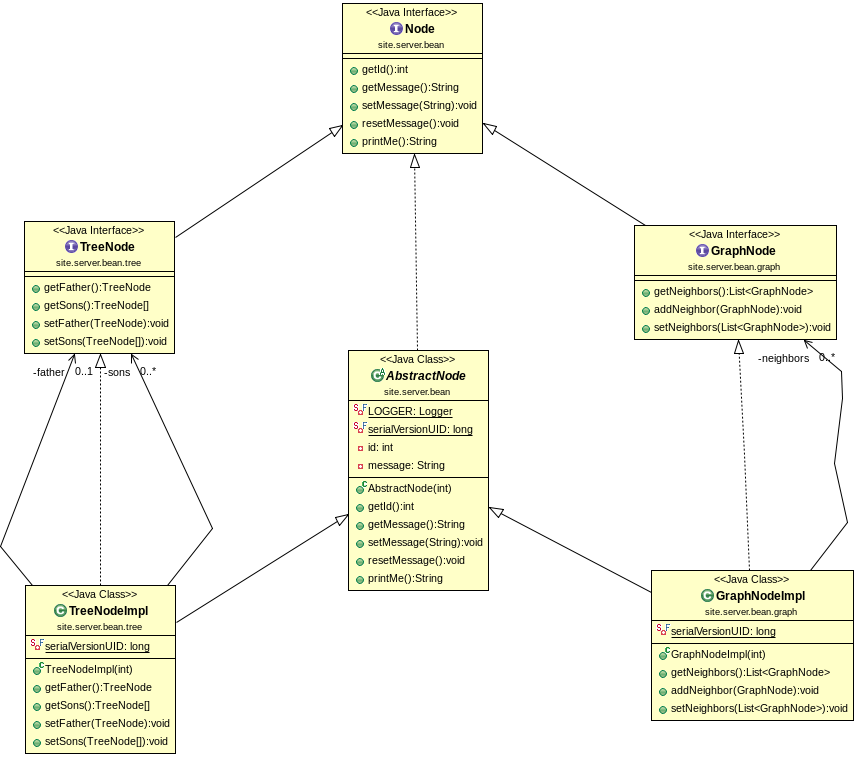 <<Java Interface>>
Node
site.server.bean
getId():int
getMessage():String
setMessage(String):void
resetMessage():void
printMe():String
<<Java Interface>>
TreeNode
site.server.bean.tree
getFather():TreeNode
getSons():TreeNode[]
setFather(TreeNode):void
setSons(TreeNode[]):void
<<Java Interface>>
GraphNode
site.server.bean.graph
getNeighbors():List<GraphNode>
addNeighbor(GraphNode):void
setNeighbors(List<GraphNode>):void
-father 0..1 -sons 0..*
-neighbors 0..*
<<Java Class>>
AbstractNode
site.server.bean
LOGGER: Logger
serialVersionUID: long
id: int
message: String
AbstractNode(int)
getId():int
getMessage():String
setMessage(String):void
resetMessage():void
printMe():String
<<Java Class>>
TreeNodeImpl
site.server.bean.tree
serialVersionUID: long
TreeNodeImpl(int)
getFather():TreeNode
getSons():TreeNode[]
setFather(TreeNode):void
setSons(TreeNode[]):void
<<Java Class>>
GraphNodeImpl
site.server.bean.graph
serialVersionUID: long
GraphNodeImpl(int)
getNeighbors():List<GraphNode>
addNeighbor(GraphNode):void
setNeighbors(List<GraphNode>):void